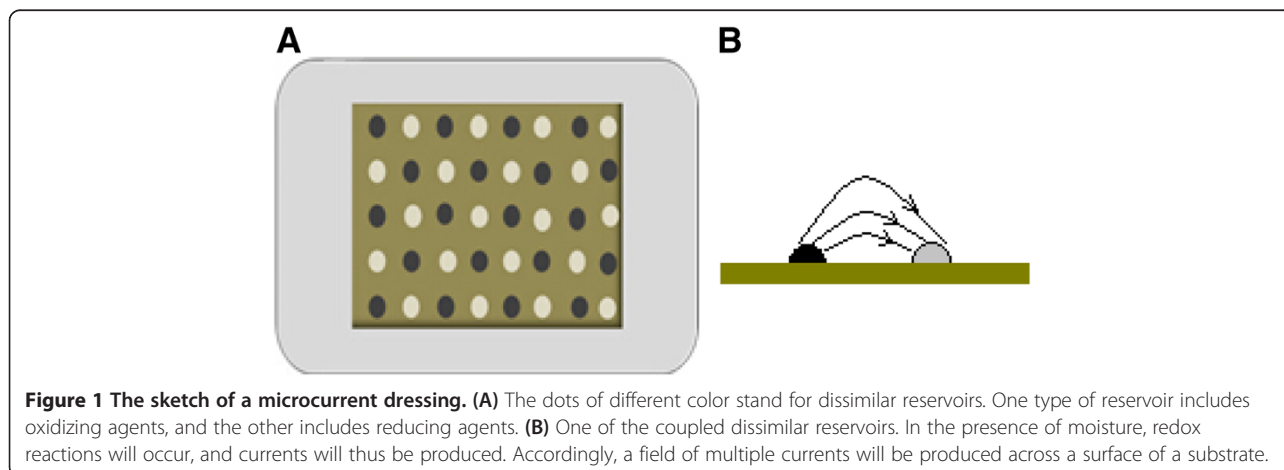 A
B
Figure 1 The sketch of a microcurrent dressing. (A) The dots of different color stand for dissimilar reservoirs. One type of reservoir includes
oxidizing agents, and the other includes reducing agents. (B) One of the coupled dissimilar reservoirs. In the presence of moisture, redox
reactions will occur, and currents will thus be produced. Accordingly, a field of multiple currents will be produced across a surface of a substrate.